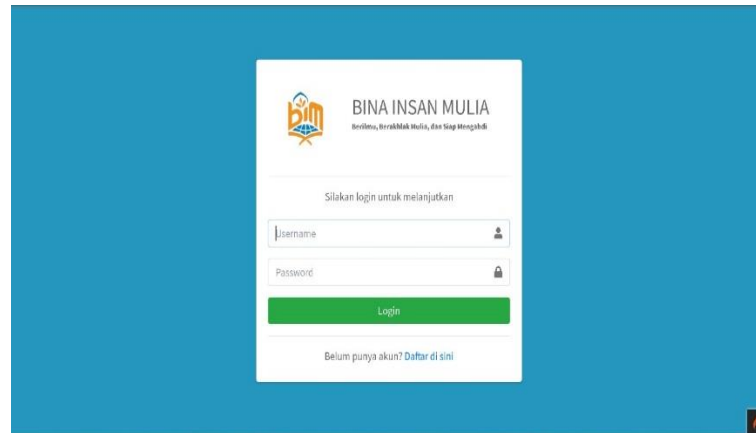 bim
BINA INSAN MULIA
Berilmu, Berakhlak Mulia, dan Siap Mengabdi
Silakan login untuk melanjutkan
Username
Password
Login
Belum punya akun? Daftar di sini